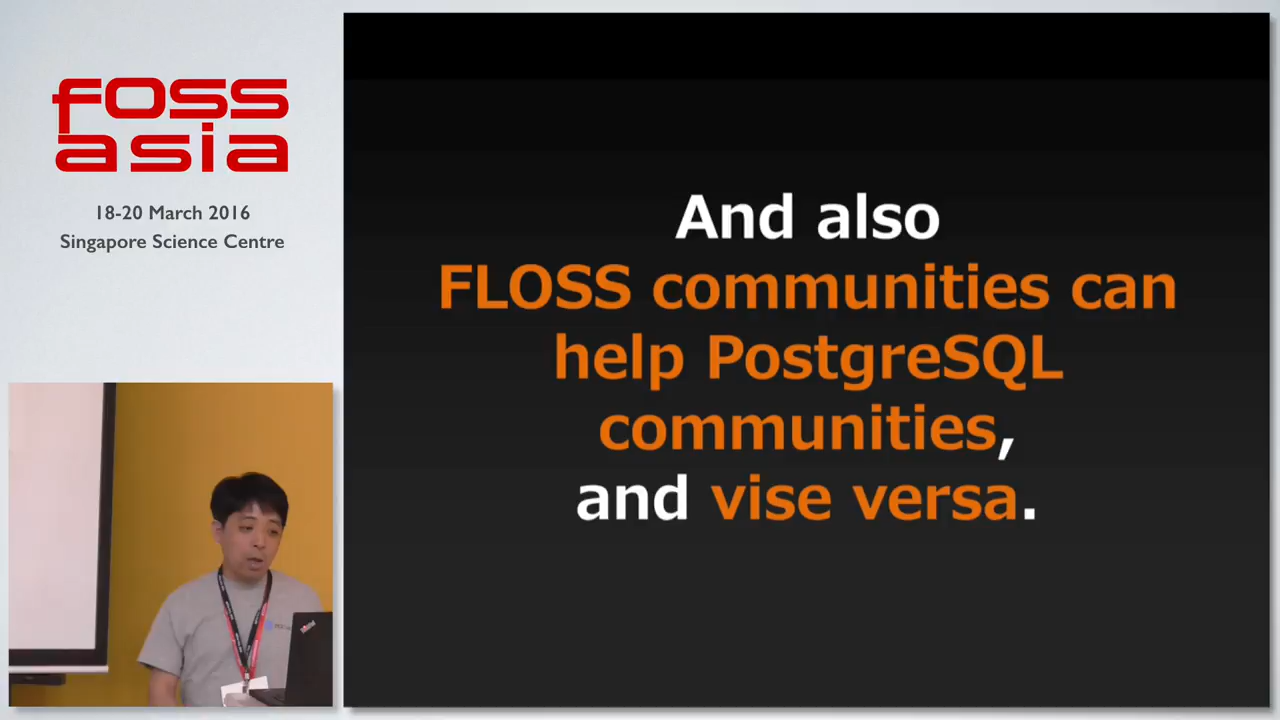 foss
asia
18-20 March 2016
Singapore Science Centre
And also
FLOSS communities can
help PostgreSQL
communities,
and vise versa.